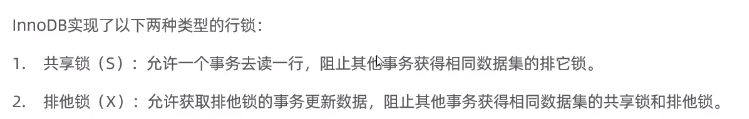 InnoDB实现了以下两种类型的行锁：
1. 共享锁（S）：允许一个事务去读一行，阻止其他事务获得相同数据集的排它锁。
2. 排他锁（X）：允许获取排他锁的事务更新数据，阻止其他事务获得相同数据集的共享锁和排他锁。